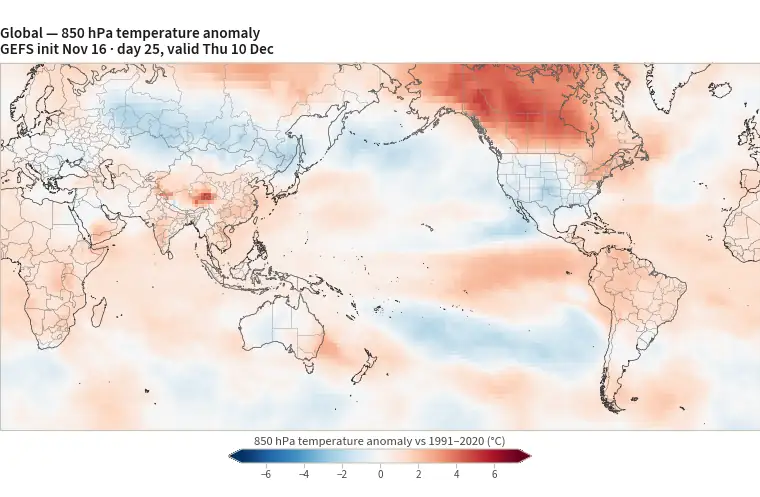 Global — 850 hPa temperature anomaly
GEFS init Nov 16 · day 25, valid Thu 10 Dec
850 hPa temperature anomaly vs 1991–2020 (°C)
−6 −4 −2 0 2 4 6